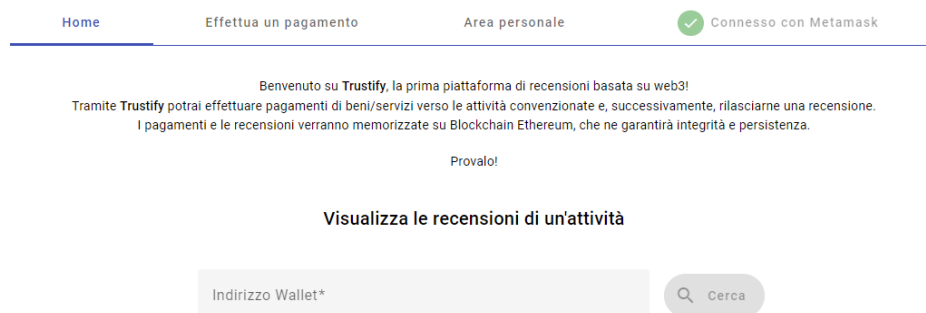 Home
Effettua un pagamento
Area personale
Connesso con Metamask
Benvenuto su Trustify, la prima piattaforma di recensioni basata su web3!
Tramite Trustify potrai effettuare pagamenti di beni/servizi verso le attività convenzionate e, successivamente, rilasciarne una recensione.
I pagamenti e le recensioni verranno memorizzate su Blockchain Ethereum, che ne garantirà integrità e persistenza.
Provalo!
Visualizza le recensioni di un'attività
Indirizzo Wallet*
Cerca